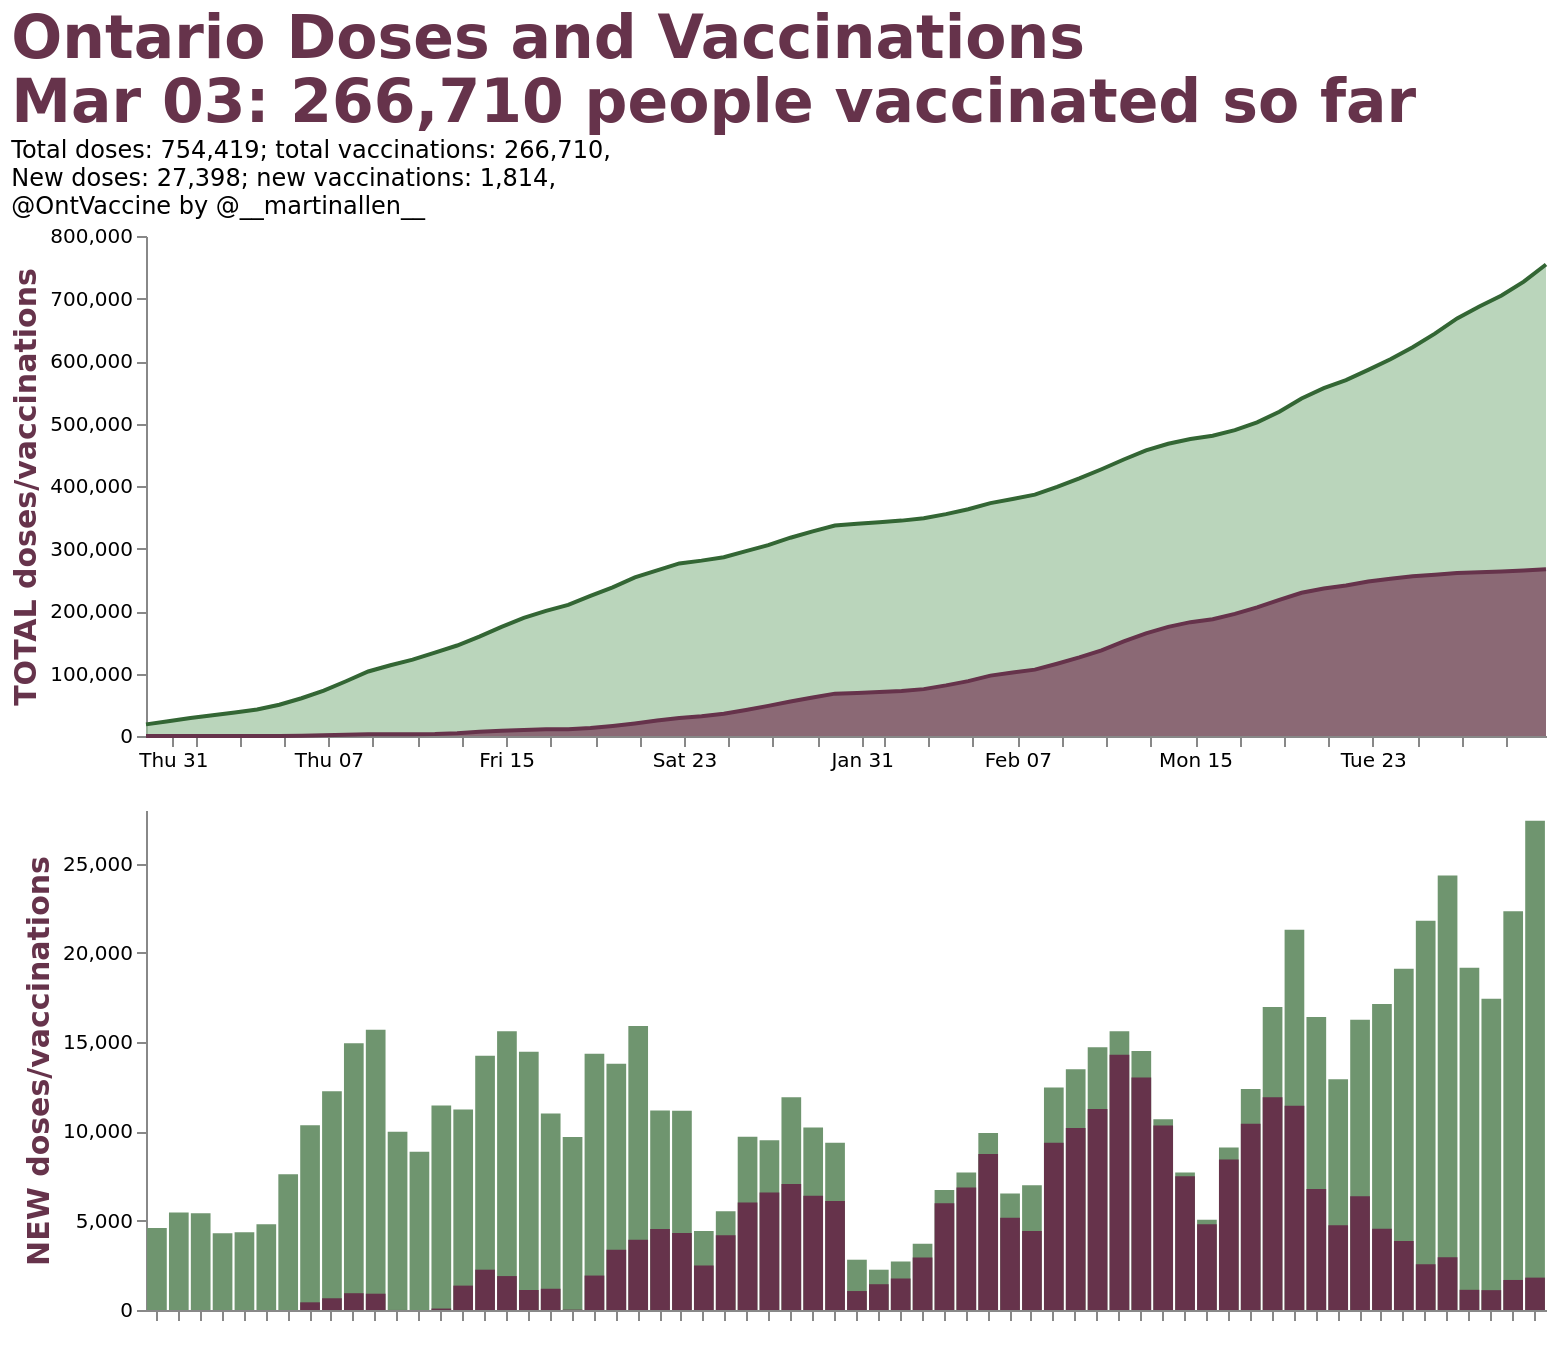 Ontario Doses and Vaccinations
Mar 03: 266,710 people vaccinated so far
Total doses: 754,419; total vaccinations: 266,710,
New doses: 27,398; new vaccinations: 1,814,
@OntVaccine by @__martinallen__
TOTAL doses/vaccinations
800,000
700,000
600,000
500,000
400,000
300,000
200,000
100,000
0
Thu 31 Thu 07 Fri 15 Sat 23 Jan 31 Feb 07 Mon 15 Tue 23
NEW doses/vaccinations
25,000
20,000
15,000
10,000
5,000
0